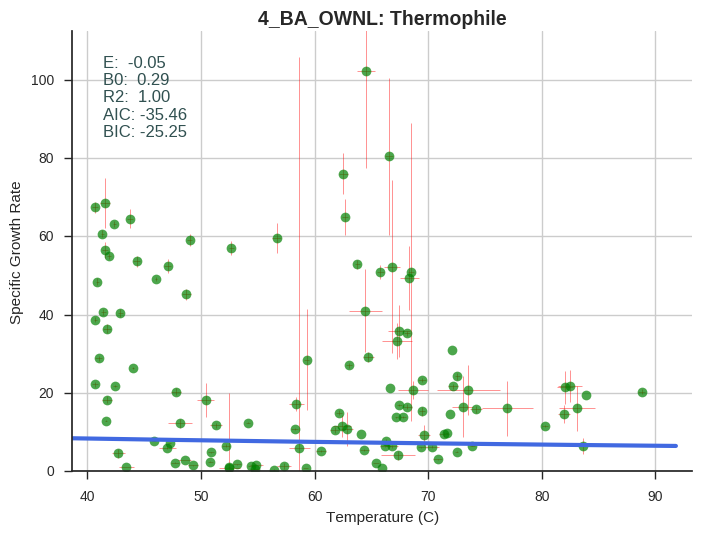 4_BA_OWNL: Thermophile
E: -0.05
B0: 0.29
R2: 1.00
AIC: -35.46
BIC: -25.25
Specific Growth Rate
100
80
60
40
20
0
40 50 60 70 80 90
Temperature (C)